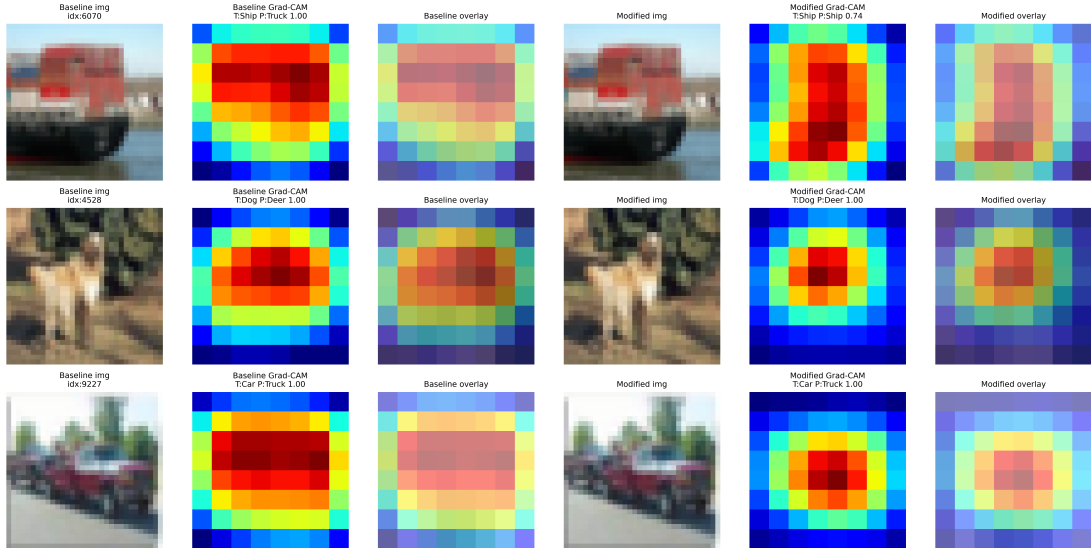 Baseline img
idx:6070
Baseline Grad-CAM
T:Ship P:Truck 1.00
Baseline overlay
Modified img
Modified Grad-CAM
T:Ship P:Ship 0.74
Modified overlay
Baseline img
idx:4528
Baseline Grad-CAM
T:Dog P:Deer 1.00
Baseline overlay
Modified img
Modified Grad-CAM
T:Dog P:Deer 1.00
Modified overlay
Baseline img
idx:9227
Baseline Grad-CAM
T:Car P:Truck 1.00
Baseline overlay
Modified img
Modified Grad-CAM
T:Car P:Truck 1.00
Modified overlay